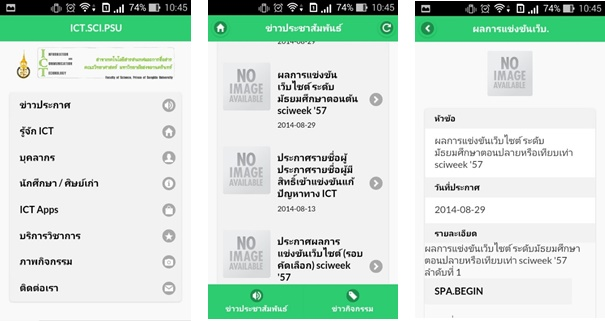 74% 10:45
ICT.SCI.PSU
ICT
INFORMATION
AND
COMMUNICATION
TECHNOLOGY
สาขาเทคโนโลยีสารสนเทศและการสื่อสาร
คณะวิทยาศาสตร์ มหาวิทยาลัยสงขลานครินทร์
Faculty of Science, Prince of Songkla University
ข่าวประกาศ
รู้จัก ICT
บุคลากร
นักศึกษา / ศิษย์เก่า
ICT Apps
บริการวิชาการ
ภาพกิจกรรม
ติดต่อเรา
74% 10:45
ข่าวประชาสัมพันธ์
2014-08-29
NO
IMAGE
AVAILABLE
ผลการแข่งขัน
เว็บไซต์ ระดับ
มัธยมศึกษาตอนต้น
sciweek '57
2014-08-29
NO
IMAGE
AVAILABLE
ประกาศรายชื่อผู้
ประกาศรายชื่อผู้มี
สิทธิ์เข้าแข่งขันแก้
ปัญหาทาง ICT
2014-08-13
NO
IMAGE
AVAILABLE
ประกาศผลการ
แข่งขันเว็บไซต์ (รอบ
คัดเลือก) sciweek
'57
ข่าวประชาสัมพันธ์
ข่าวกิจกรรม
74% 10:45
ผลการแข่งขันเว็บ.
NO
IMAGE
AVAILABLE
หัวข้อ
ผลการแข่งขันเว็บไซต์ ระดับ
มัธยมศึกษาตอนปลายหรือเทียบเท่า
sciweek '57
วันที่ประกาศ
2014-08-29
รายละเอียด
ผลการแข่งขันเว็บไซต์ ระดับมัธยมศึกษา
ตอนปลายหรือเทียบเท่า sciweek '57
ลำดับที่ 1
SPA.BEGIN